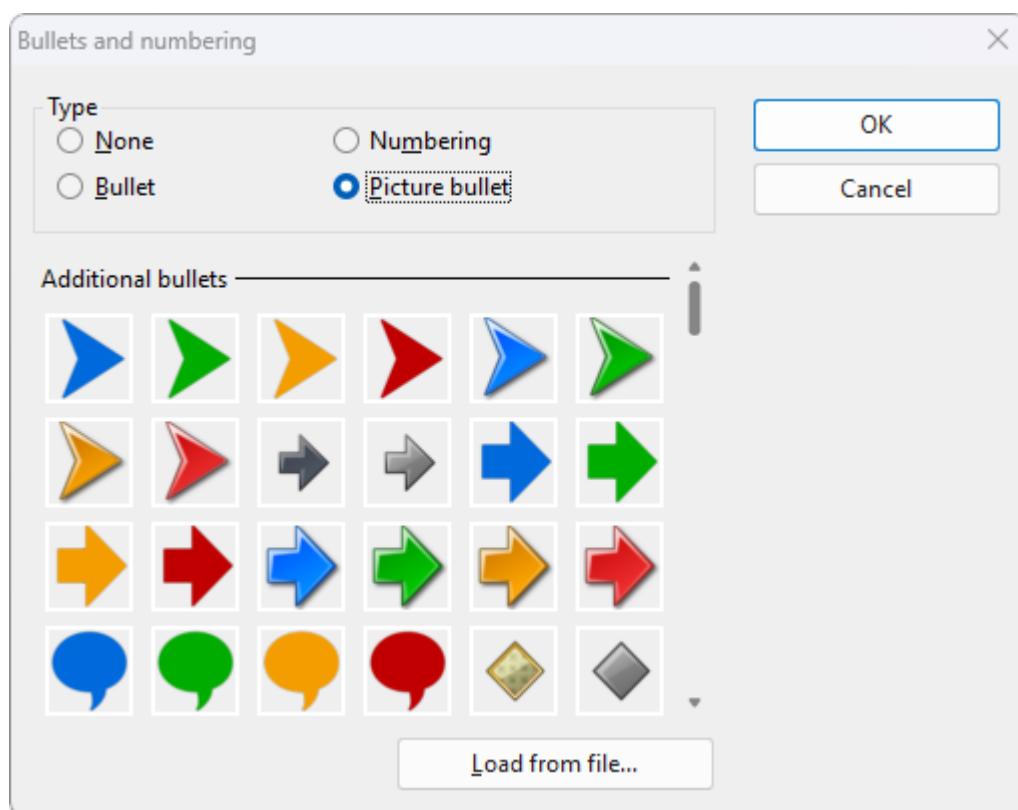 Bullets and numbering
Type
None
Numbering
Bullet
Picture bullet
OK
Cancel
Additional bullets
Load from file...